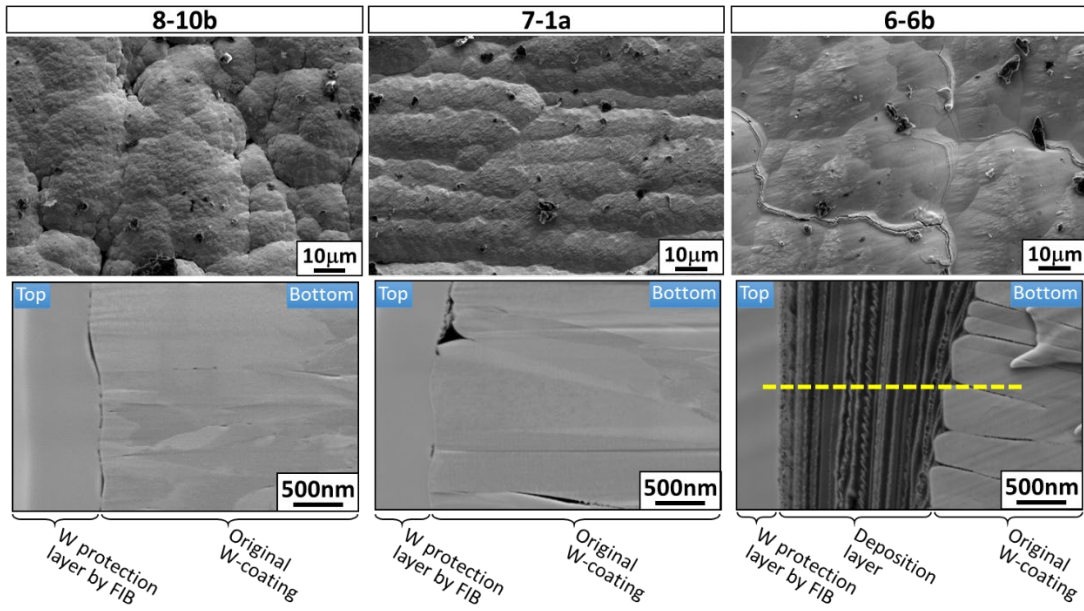 8-10b
7-1a
6-6b
10μm
10μm
10μm
Top
Bottom
Top
Bottom
Top
Bottom
500nm
500nm
500nm
W protection
layer by FIB
Original
W-coating
W protection
layer by FIB
Original
W-coating
W protection
layer by FIB
Deposition
layer
Original
W-coating